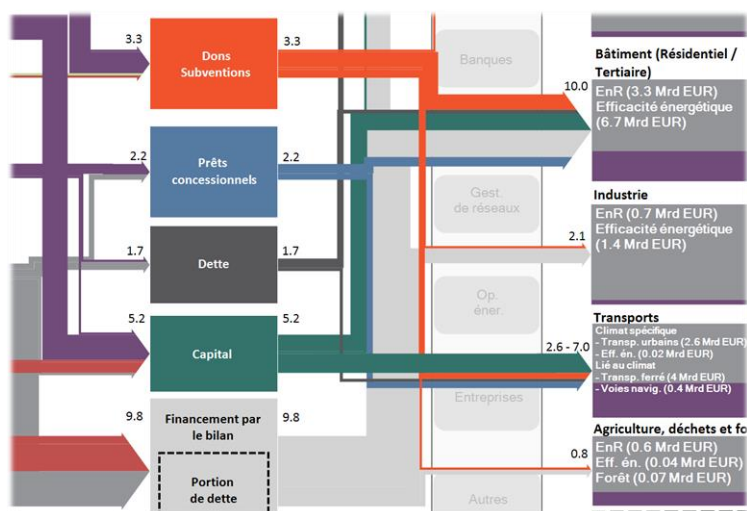 3.3
Dons
Subventions
3.3
Banques
Bâtiment (Résidentiel /
Tertiaire)
10.0
EnR (3.3 Mrd EUR)
Efficacité énergétique
(6.7 Mrd EUR)
2.2
Prêts
concessionnels
2.2
Gest.
de réseaux
Industrie
EnR (0.7 Mrd EUR)
Efficacité énergétique
(1.4 Mrd EUR)
2.1
1.7
Dette
1.7
Op.
éner.
5.2
Capital
5.2
2.6 - 7.0
Transports
Climat spécifique
- Transp. urbains (2.6 Mrd EUR)
- Eff. én. (0.02 Mrd EUR)
Lié au climat
- Transp. ferré (4 Mrd EUR)
- Voies navig. (0.4 Mrd EUR)
Entreprises
9.8
Financement par
le bilan
9.8
Portion
de dette
Agriculture, déchets et fo
0.8
EnR (0.6 Mrd EUR)
Eff. én. (0.04 Mrd EUR)
Forêt (0.07 Mrd EUR)
Autres